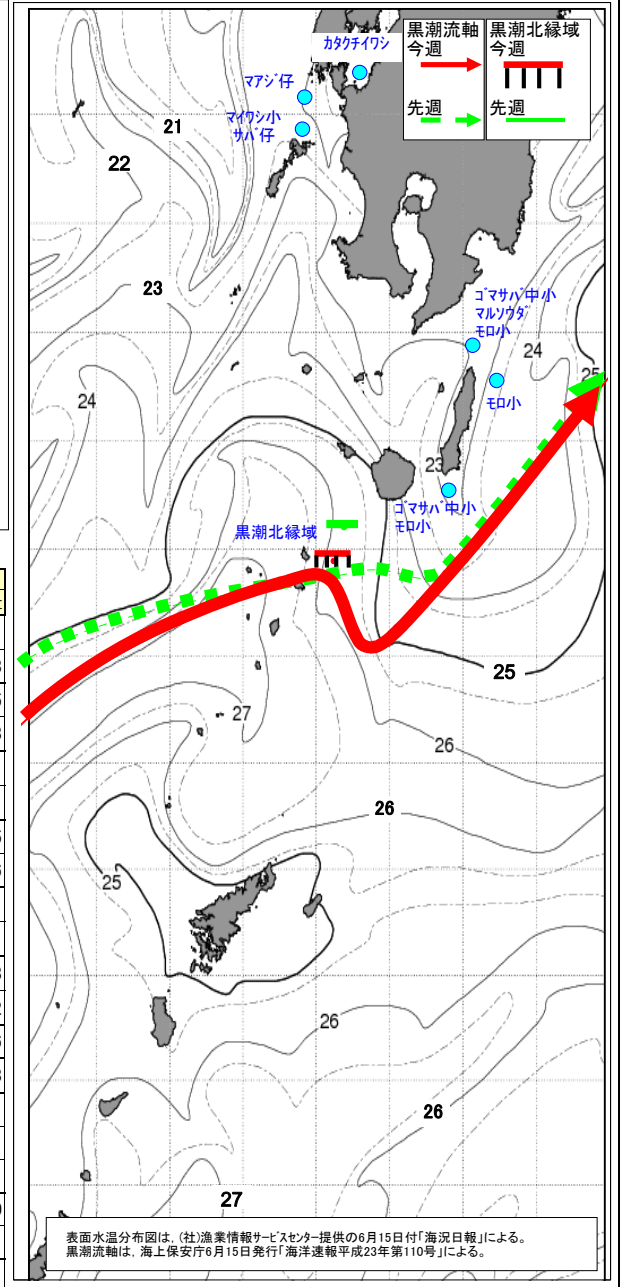 黒潮流軸
今週
先週
黒潮北縁域
今週
先週
ｶﾀｸﾁｲﾜｼ
ﾏｱｼﾞ仔
ﾏｲﾜｼ小
ｻﾊﾞ仔
21
22
23
24
ｺﾞﾏｻﾊﾞ中小
ﾏﾙｿｳﾀﾞ
ﾓﾛ小
24
25
ﾓﾛ小
23
ｺﾞﾏｻﾊﾞ中小
ﾓﾛ小
黒潮北縁域
25
27
26
26
25
26
26
27
表面水温分布図は，(社)漁業情報ｻｰﾋﾞｽｾﾝﾀｰ提供の6月15日付「海況日報」による。
黒潮流軸は，海上保安庁6月15日発行「海洋速報平成23年第110号」による。